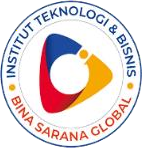 INSTITUT TEKNOLOGI & BISNIS
• BINA SARANA GLOBAL •